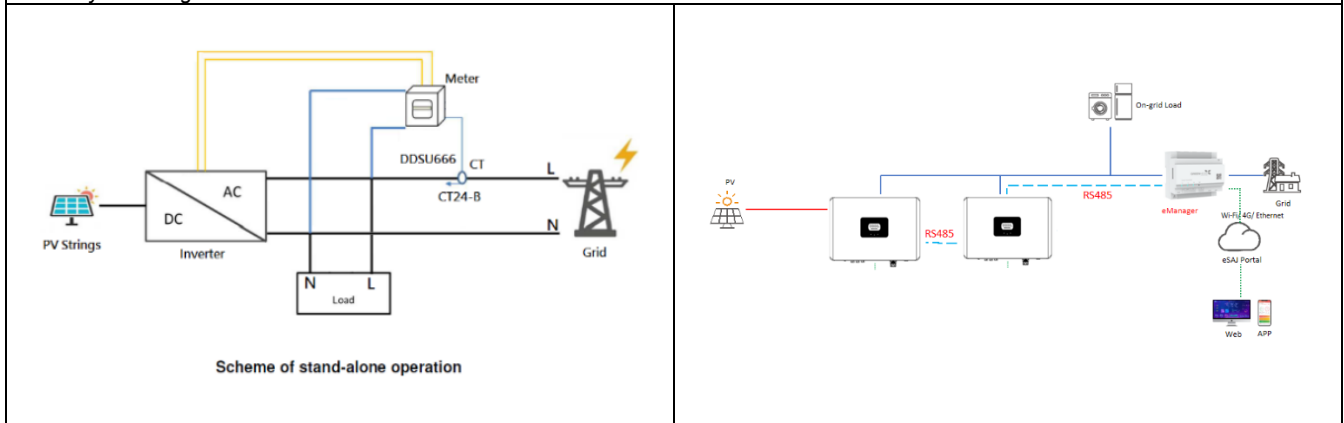 Meter
DDSU666
CT
L
CT24-B
AC
DC
N
PV Strings
Inverter
Grid
N
L
Load
Scheme of stand-alone operation
On-grid Load
PV
RS485
eManager
Grid
Wi-Fi/ 4G/ Ethernet
RS485
eSAJ Portal
Web
APP